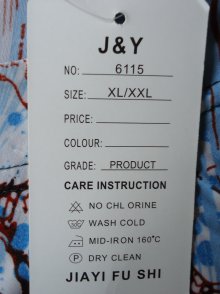 J&Y
NO: 6115
SIZE: XL/XXL
PRICE:
COLOUR:
GRADE: PRODUCT
CARE INSTRUCTION
NO CHL ORINE
WASH COLD
MID-IRON 160°C
P DRY CLEAN
JIAYI FU SHI